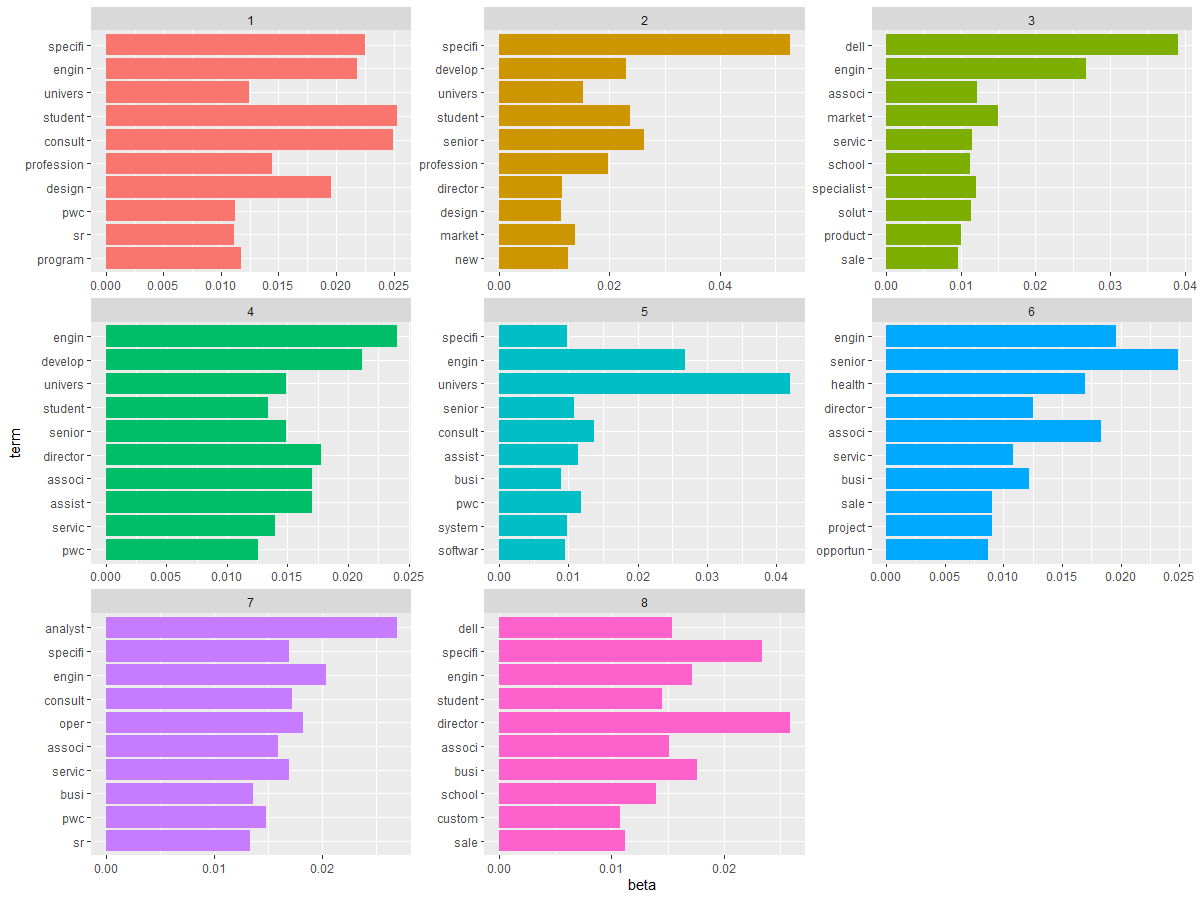 1
specifi
engin
univers
student
consult
profession
design
pwc
sr
program
0.000 0.005 0.010 0.015 0.020 0.025
2
specifi
develop
univers
student
senior
profession
director
design
market
new
0.00 0.02 0.04
3
dell
engin
associ
market
servic
school
specialist
solut
product
sale
0.00 0.01 0.02 0.03 0.04
term
4
engin
develop
univers
student
senior
director
associ
assist
servic
pwc
0.000 0.005 0.010 0.015 0.020 0.025
5
specifi
engin
univers
senior
consult
assist
busi
pwc
system
softwar
0.00 0.01 0.02 0.03 0.04
6
engin
senior
health
director
associ
servic
busi
sale
project
opportun
0.000 0.005 0.010 0.015 0.020 0.025
7
analyst
specifi
engin
consult
oper
associ
servic
busi
pwc
sr
0.00 0.01 0.02
8
dell
specifi
engin
student
director
associ
busi
school
custom
sale
0.00 0.01 0.02
beta